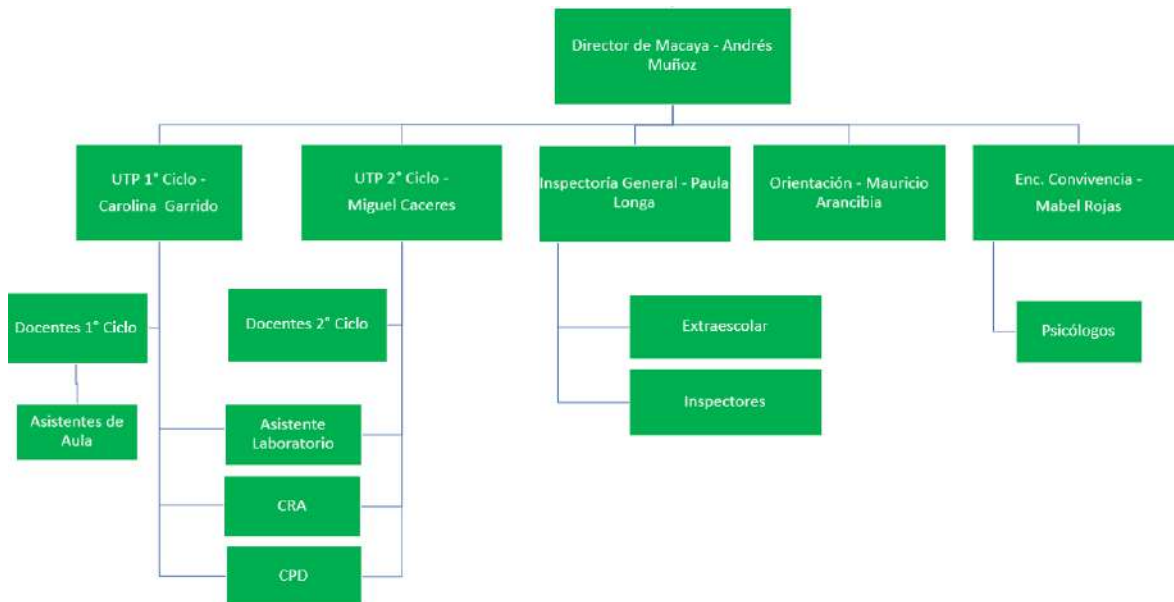 Director de Macaya - Andrés
Muñoz
UTP 1° Ciclo -
Carolina Garrido
UTP 2° Ciclo -
Miguel Caceres
Inspectoría General - Paula
Longa
Orientación - Mauricio
Arancibia
Enc. Convivencia -
Mabel Rojas
Docentes 1° Ciclo
Docentes 2° Ciclo
Extraescolar
Psicólogos
Asistentes de
Aula
Asistente
Laboratorio
Inspectores
CRA
CPD